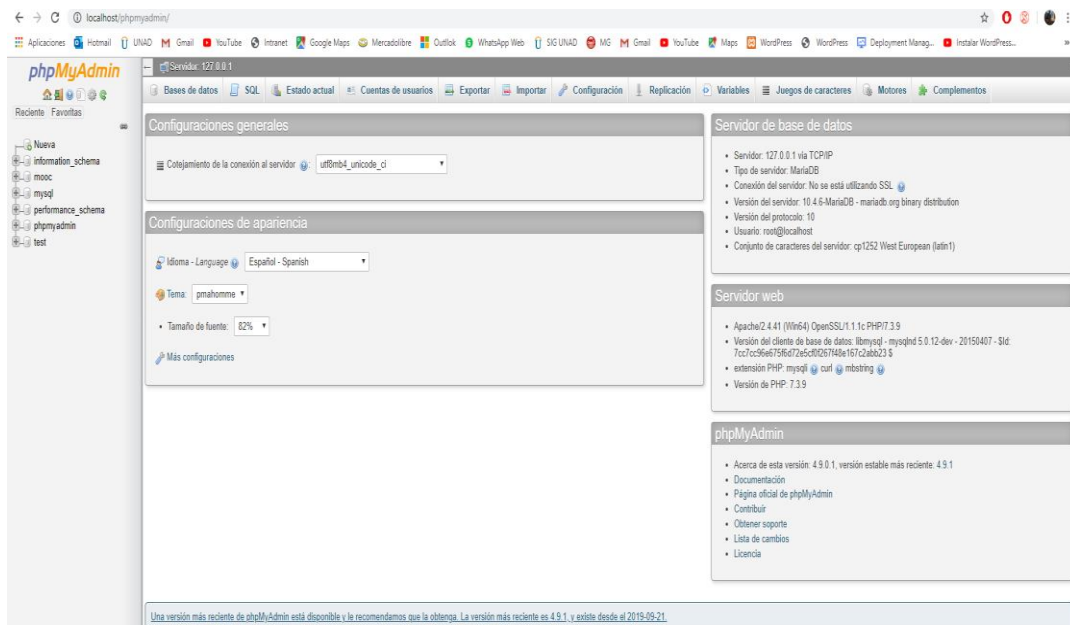 localhost/phpmyadmin/
Aplicaciones Hotmail UNAD Gmail YouTube Intranet Google Maps Mercadolibre Outllok WhatsApp Web SIG UNAD MG Gmail YouTube Maps WordPress WordPress Deployment Manag... Instalar WordPress...
phpMyAdmin
Reciente Favoritas
Nueva
information_schema
mooc
mysql
performance_schema
phpmyadmin
test
Servidor: 127.0.0.1
Bases de datos SQL Estado actual Cuentas de usuarios Exportar Importar Configuración Replicación Variables Juegos de caracteres Motores Complementos
Configuraciones generales
Cotejamiento de la conexión al servidor : utf8mb4_unicode_ci
Configuraciones de apariencia
Idioma - Language Español - Spanish
Tema: pmahomme
Tamaño de fuente: 82%
Más configuraciones
Servidor de base de datos
Servidor: 127.0.0.1 via TCP/IP
Tipo de servidor: MariaDB
Conexión del servidor: No se está utilizando SSL
Versión del servidor: 10.4.6-MariaDB - mariadb.org binary distribution
Versión del protocolo: 10
Usuario: root@localhost
Conjunto de caracteres del servidor: cp1252 West European (latin1)
Servidor web
Apache/2.4.41 (Win64) OpenSSL/1.1.1c PHP/7.3.9
Versión del cliente de base de datos: libmysql - mysqlnd 5.0.12-dev - 20150407 - $Id:
7cc7cc96e675f6d72e5cf0f267f48e167c2abb23 $
extensión PHP: mysqli curl mbstring
Versión de PHP: 7.3.9
phpMyAdmin
Acerca de esta versión: 4.9.0.1, versión estable más reciente: 4.9.1
Documentación
Página oficial de phpMyAdmin
Contribuir
Obtener soporte
Lista de cambios
Licencia
Una versión más reciente de phpMyAdmin está disponible y le recomendamos que la obtenga. La versión más reciente es 4.9.1, y existe desde el 2019-09-21.